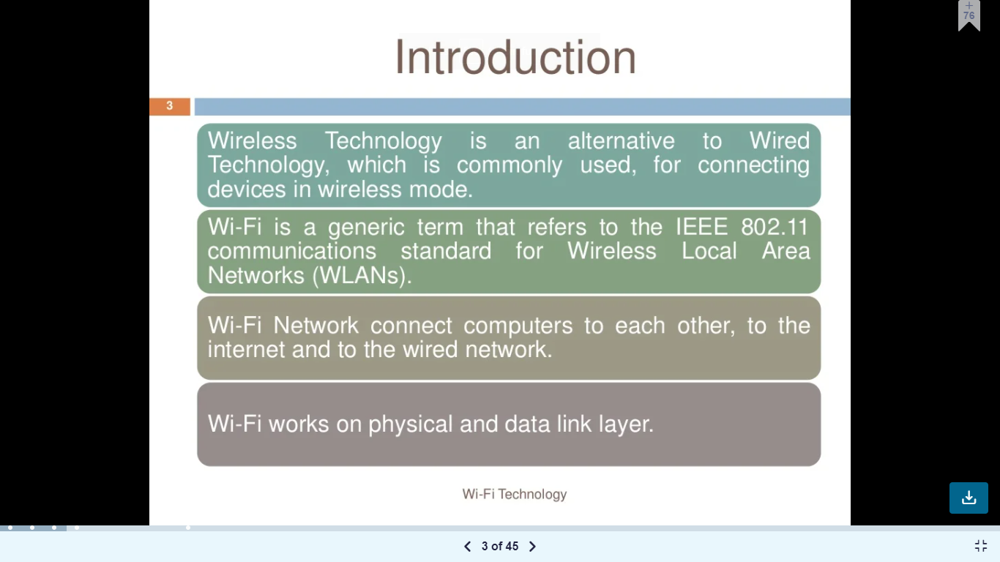 +
76
Introduction
3
Wireless Technology is an alternative to Wired
Technology, which is commonly used, for connecting
devices in wireless mode.
Wi-Fi is a generic term that refers to the IEEE 802.11
communications standard for Wireless Local Area
Networks (WLANs).
Wi-Fi Network connect computers to each other, to the
internet and to the wired network.
Wi-Fi works on physical and data link layer.
Wi-Fi Technology
3 of 45